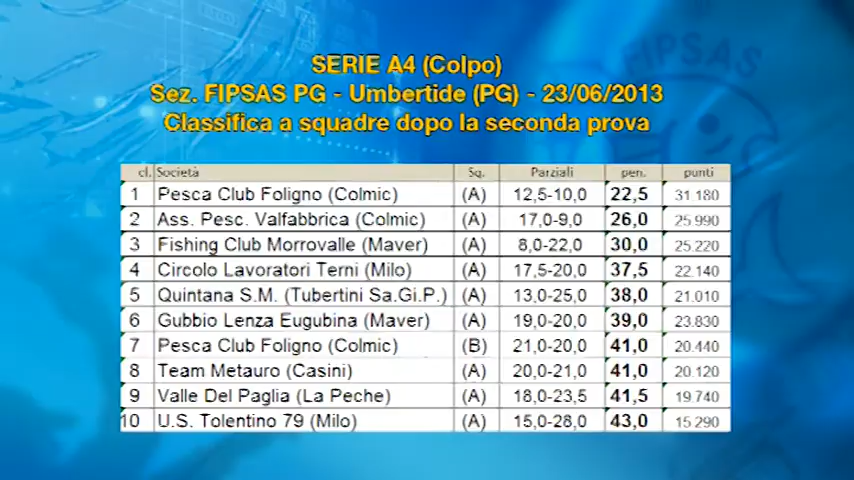 FIPSAS
SERIE A4 (Colpo)
Sez. FIPSAS PG - Umbertide (PG) - 23/06/2013
Classifica a squadre dopo la seconda prova
cl. Società Sq. Parziali pen. punti
1 Pesca Club Foligno (Colmic) (A) 12,5-10,0 22,5 31.180
2 Ass. Pesc. Valfabbrica (Colmic) (A) 17,0-9,0 26,0 25.990
3 Fishing Club Morrovalle (Maver) (A) 8,0-22,0 30,0 25.220
4 Circolo Lavoratori Terni (Milo) (A) 17,5-20,0 37,5 22.140
5 Quintana S.M. (Tubertini Sa.Gi.P.) (A) 13,0-25,0 38,0 21.010
6 Gubbio Lenza Eugubina (Maver) (A) 19,0-20,0 39,0 23.830
7 Pesca Club Foligno (Colmic) (B) 21,0-20,0 41,0 20.440
8 Team Metauro (Casini) (A) 20,0-21,0 41,0 20.120
9 Valle Del Paglia (La Peche) (A) 18,0-23,5 41,5 19.740
10 U.S. Tolentino 79 (Milo) (A) 15,0-28,0 43,0 15.290